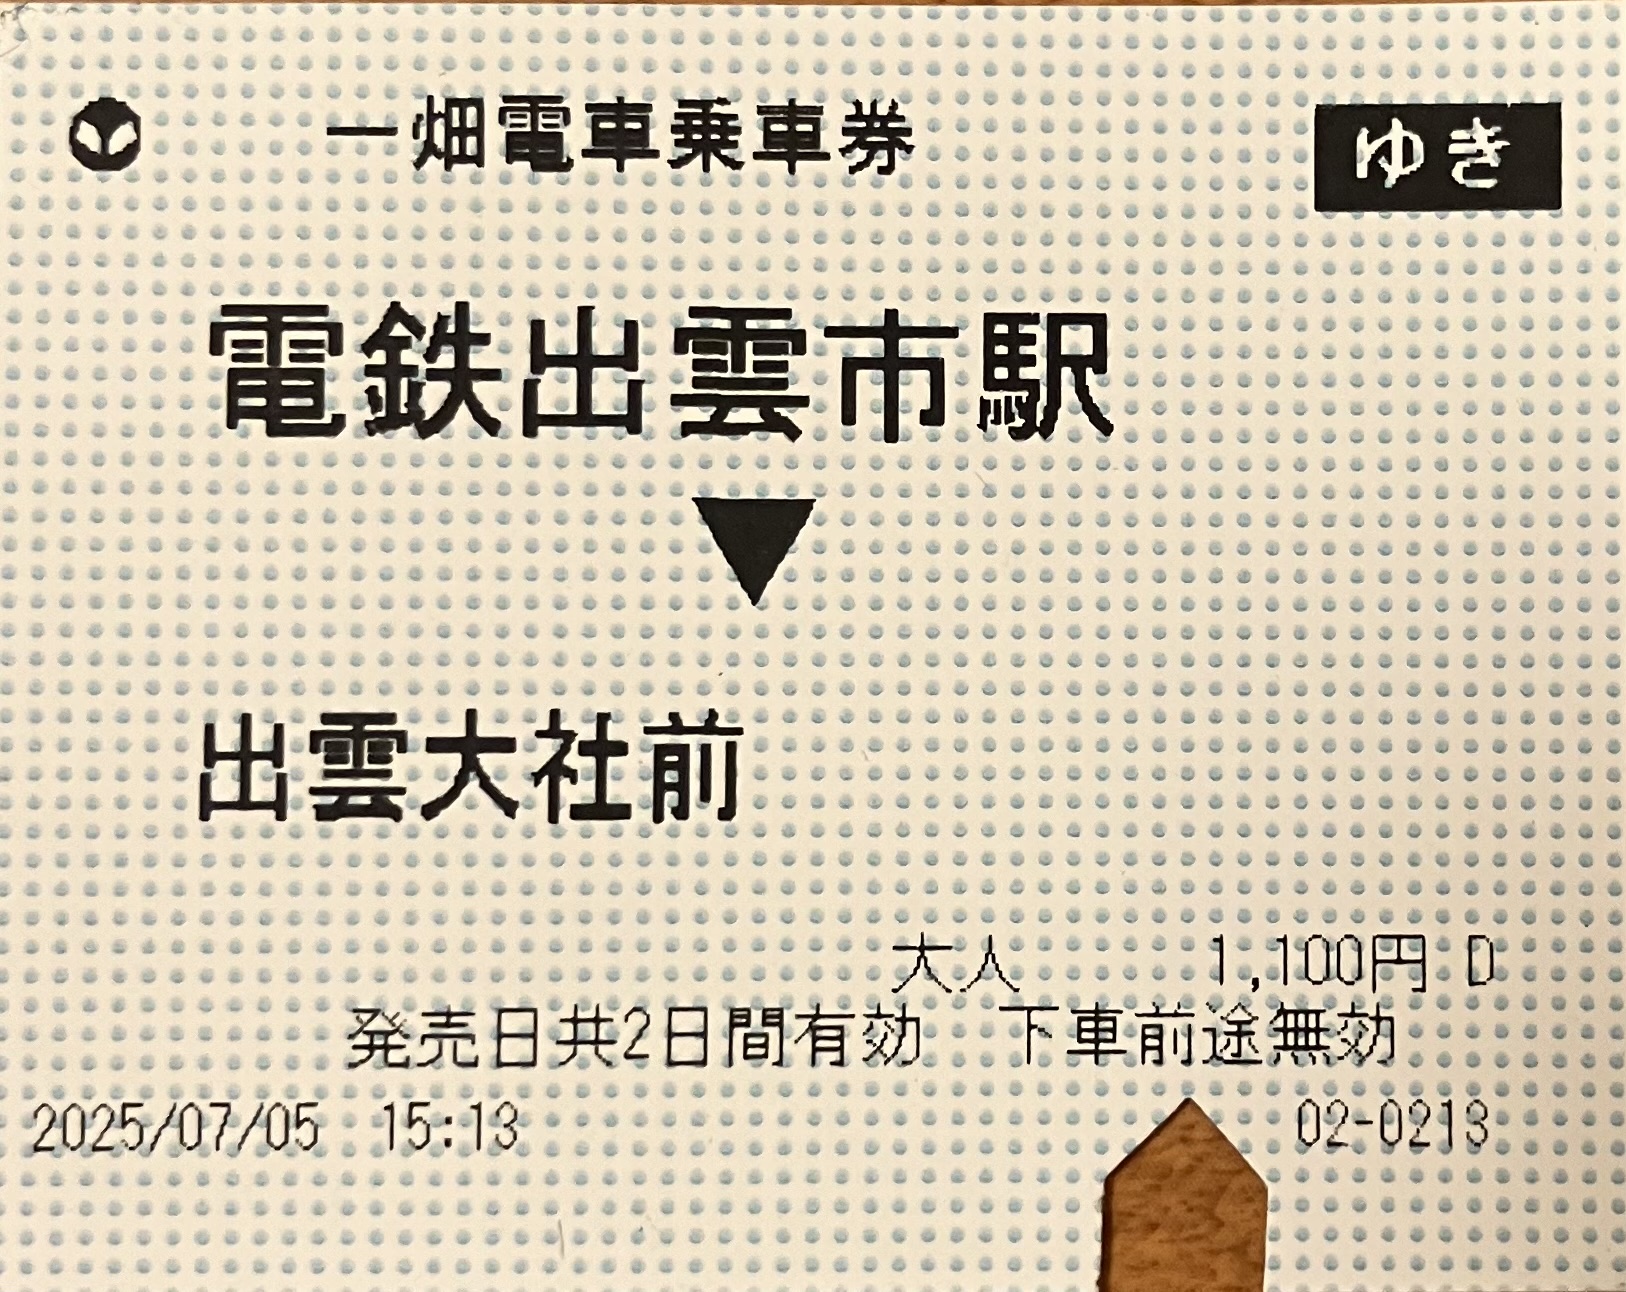 一畑電車乗車券 ゆき
電鉄出雲市駅
▼
出雲大社前
大人 1,100円 D
発売日共2日間有効 下車前途無効
2025/07/05 15:13 02-0213